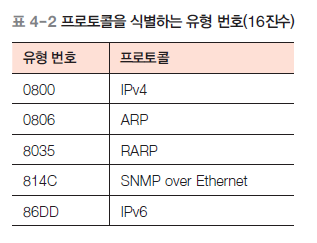 표 4-2 프로토콜을 식별하는 유형 번호(16진수)
유형 번호 프로토콜
0800 IPv4
0806 ARP
8035 RARP
814C SNMP over Ethernet
86DD IPv6